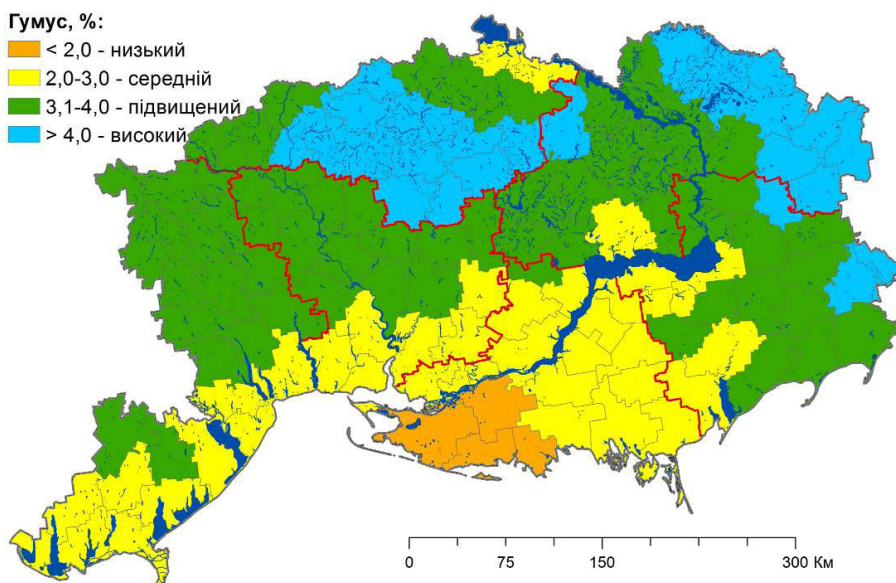 Гумус, %:
< 2,0 - низький
2,0-3,0 - середній
3,1-4,0 - підвищений
> 4,0 - високий
0 75 150 300 Км